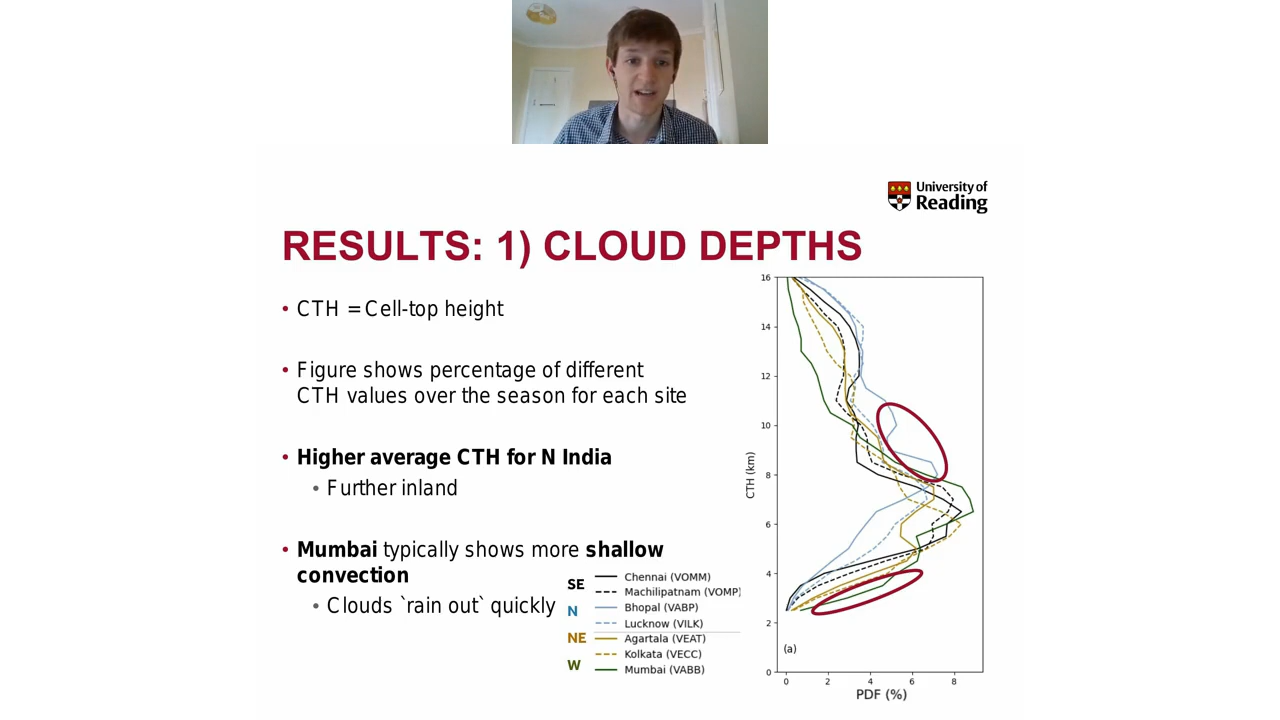 University of
Reading
RESULTS: 1) CLOUD DEPTHS
• CTH = Cell-top height
• Figure shows percentage of different
CTH values over the season for each site
• Higher average CTH for N India
• Further inland
• Mumbai typically shows more shallow
convection
• Clouds `rain out` quickly
SE
N
NE
W
Chennai (VOMM)
Machilipatnam (VOMP)
Bhopal (VABP)
Lucknow (VILK)
Agartala (VEAT)
Kolkata (VECC)
Mumbai (VABB)
16
14
12
10
8
6
4
2
0
CTH (km)
(a)
0 2 4 6 8
PDF (%)